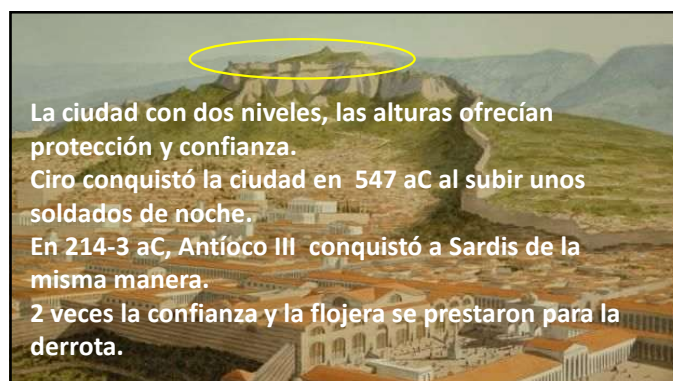 La ciudad con dos niveles, las alturas ofrecían
protección y confianza.
Ciro conquistó la ciudad en 547 aC al subir unos
soldados de noche.
En 214-3 aC, Antíoco III conquistó a Sardis de la
misma manera.
2 veces la confianza y la flojera se prestaron para la
derrota.